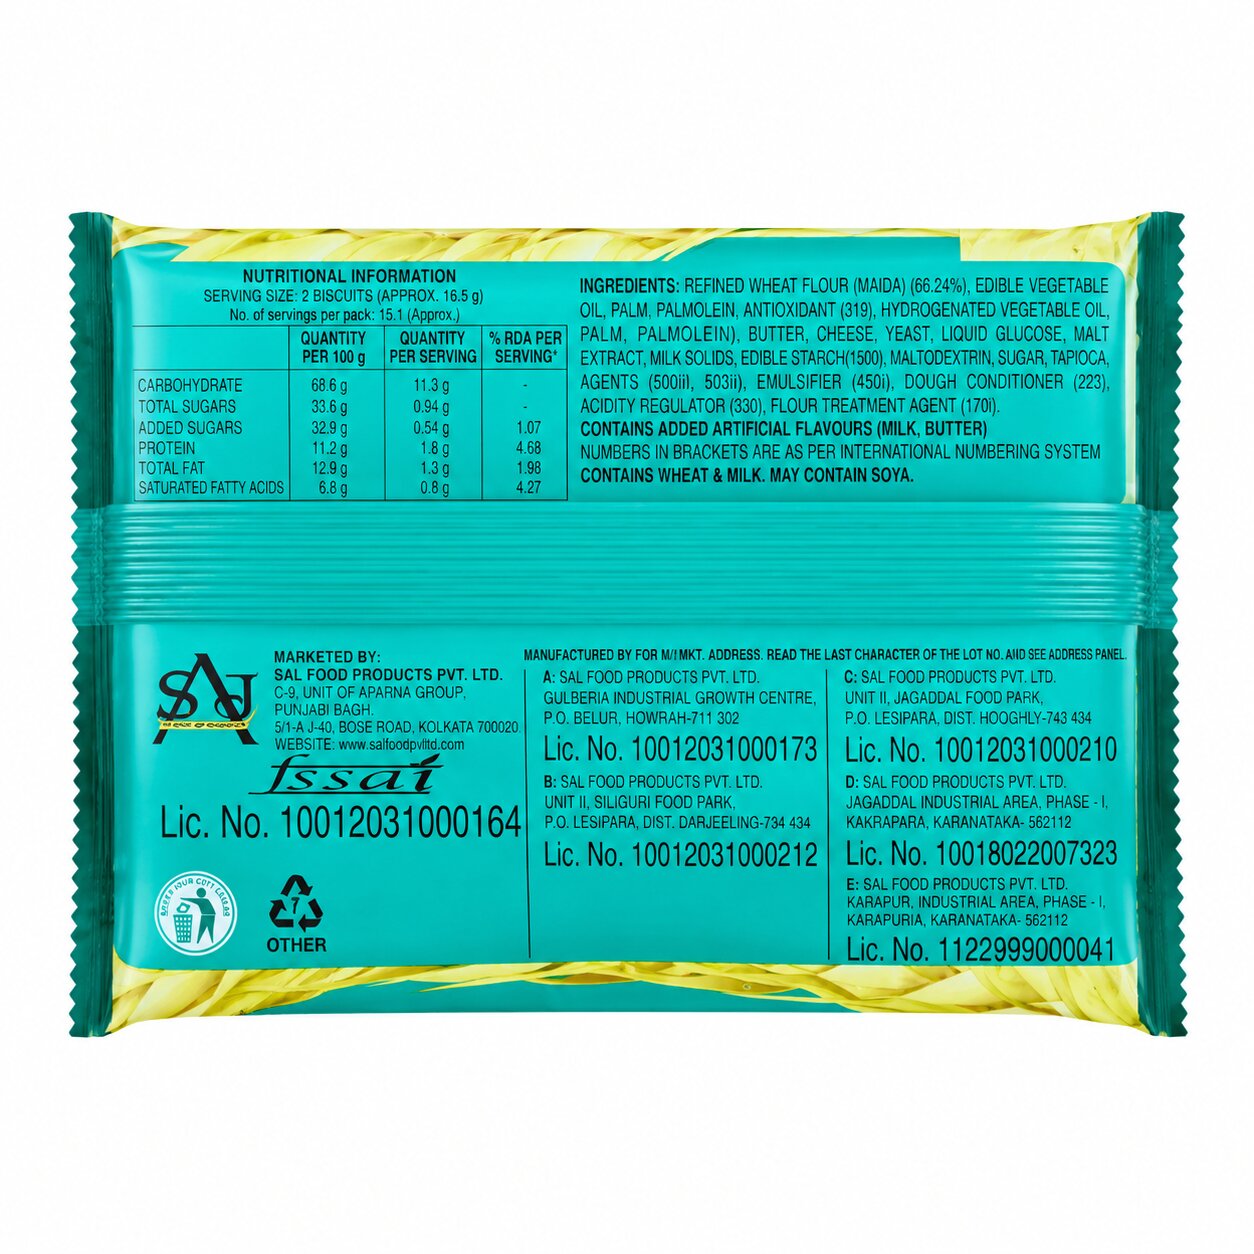 NUTRITIONAL INFORMATION
SERVING SIZE: 2 BISCUITS (APPROX. 16.5 g)
No. of servings per pack: 15.1 (Approx.)
QUANTITY PER 100 g QUANTITY PER SERVING % RDA PER SERVING*
CARBOHYDRATE 68.6 g 11.3 g -
TOTAL SUGARS 33.6 g 0.94 g -
ADDED SUGARS 32.9 g 0.54 g 1.07
PROTEIN 11.2 g 1.8 g 4.68
TOTAL FAT 12.9 g 1.3 g 1.98
SATURATED FATTY ACIDS 6.8 g 0.8 g 4.27
INGREDIENTS: REFINED WHEAT FLOUR (MAIDA) (66.24%), EDIBLE VEGETABLE
OIL, PALM, PALMOLEIN, ANTIOXIDANT (319), HYDROGENATED VEGETABLE OIL,
PALM, PALMOLEIN), BUTTER, CHEESE, YEAST, LIQUID GLUCOSE, MALT
EXTRACT, MILK SOLIDS, EDIBLE STARCH(1500), MALTODEXTRIN, SUGAR, TAPIOCA,
AGENTS (500iii, 503ii), EMULSIFIER (450i), DOUGH CONDITIONER (223),
ACIDITY REGULATOR (330), FLOUR TREATMENT AGENT (170i).
CONTAINS ADDED ARTIFICIAL FLAVOURS (MILK, BUTTER)
NUMBERS IN BRACKETS ARE AS PER INTERNATIONAL NUMBERING SYSTEM
CONTAINS WHEAT & MILK. MAY CONTAIN SOYA.
SAJ
MARKETED BY:
SAL FOOD PRODUCTS PVT. LTD.
C-9, UNIT OF APARNA GROUP,
PUNJABI BAGH.
5/1-A J-40, BOSE ROAD, KOLKATA 700020
WEBSITE: www.salfoodpvlltd.com
fssai
Lic. No. 10012031000164
7
OTHER
MANUFACTURED BY FOR M/I MKT. ADDRESS. READ THE LAST CHARACTER OF THE LOT NO. AND SEE ADDRESS PANEL.
A: SAL FOOD PRODUCTS PVT. LTD.
GULBERIA INDUSTRIAL GROWTH CENTRE,
P.O. BELUR, HOWRAH-711 302
Lic. No. 10012031000173
B: SAL FOOD PRODUCTS PVT. LTD.
UNIT II, SILIGURI FOOD PARK,
P.O. LESIPARA, DIST. DARJEELING-734 434
Lic. No. 10012031000212
C: SAL FOOD PRODUCTS PVT. LTD.
UNIT II, JAGADDAL FOOD PARK,
P.O. LESIPARA, DIST. HOOGHLY-743 434
Lic. No. 10012031000210
D: SAL FOOD PRODUCTS PVT. LTD.
JAGADDAL INDUSTRIAL AREA, PHASE - I,
KAKRAPARA, KARANATAKA- 562112
Lic. No. 10018022007323
E: SAL FOOD PRODUCTS PVT. LTD.
KARAPUR, INDUSTRIAL AREA, PHASE - I,
KARAPURIA, KARANATAKA- 562112
Lic. No. 1122999000041